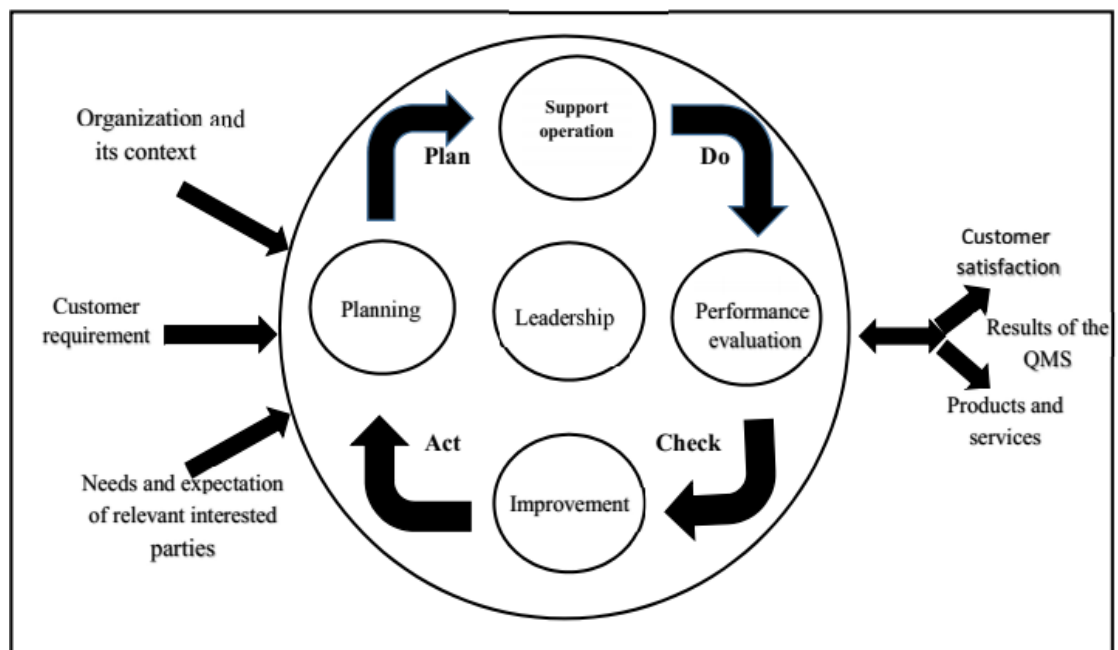 Organization and
its context
Customer
requirement
Needs and expectation
of relevant interested
parties
Support
operation
Plan
Do
Planning
Leadership
Performance
evaluation
Act
Check
Improvement
Customer
satisfaction
Results of the
QMS
Products and
services